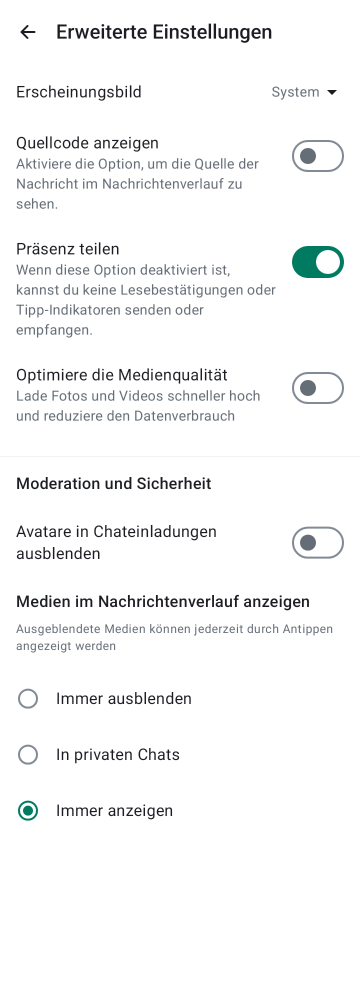 Erweiterte Einstellungen
Erscheinungsbild
System
Quellcode anzeigen
Aktiviere die Option, um die Quelle der
Nachricht im Nachrichtenverlauf zu
sehen.
Präsenz teilen
Wenn diese Option deaktiviert ist,
kannst du keine Lesebestätigungen oder
Tipp-Indikatoren senden oder
empfangen.
Optimiere die Medienqualität
Lade Fotos und Videos schneller hoch
und reduziere den Datenverbrauch
Moderation und Sicherheit
Avatare in Chateinladungen
ausblenden
Medien im Nachrichtenverlauf anzeigen
Ausgeblendete Medien können jederzeit durch Antippen
angezeigt werden
Immer ausblenden
In privaten Chats
Immer anzeigen